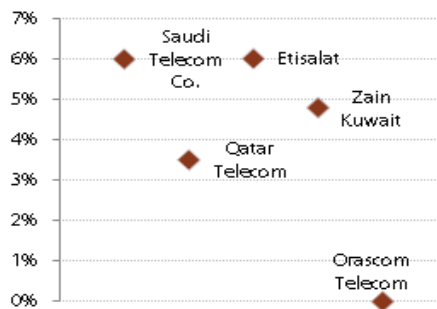 7%
Saudi
Telecom
Co.
6%
Etisalat
5%
Zain
Kuwait
4%
Qatar
Telecom
3%
2%
1%
Orascom
Telecom
0%